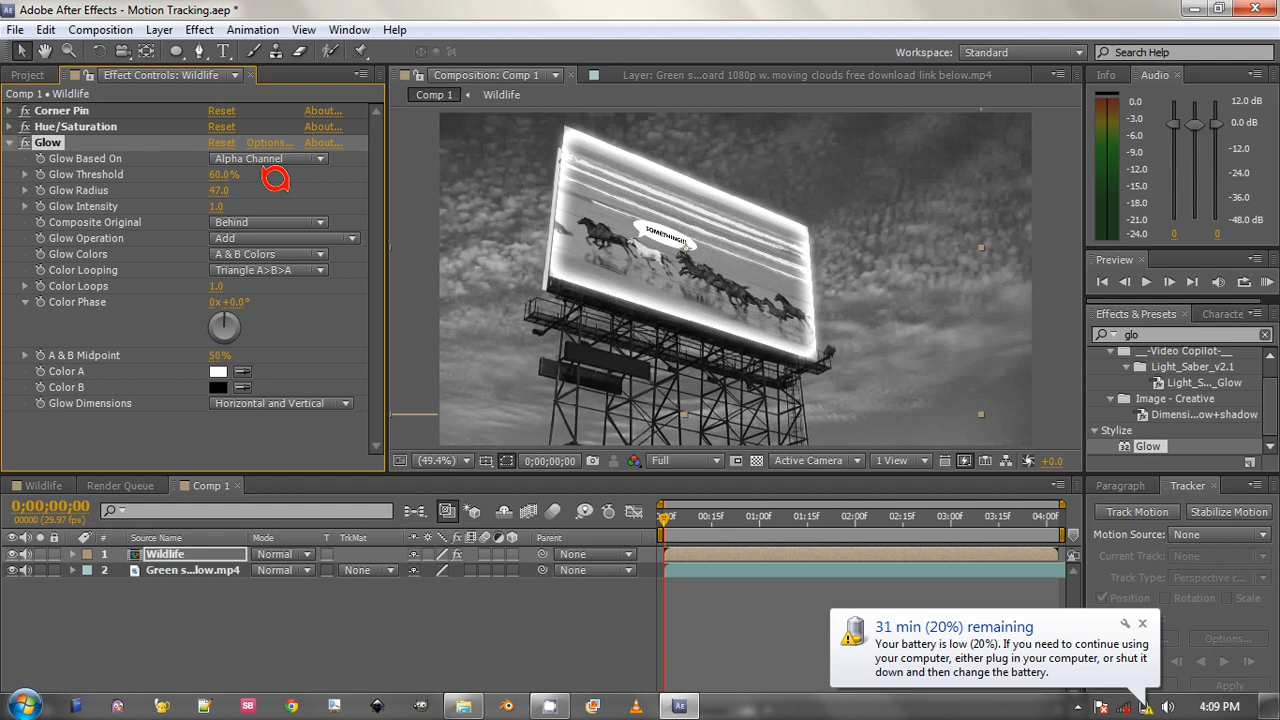 Adobe After Effects - Motion Tracking.aep *
File Edit Composition Layer Effect Animation View Window Help
Workspace: Standard Search Help
Project Effect Controls: Wildlife
Composition: Comp 1 Layer: Green s...oard 1080p w. moving clouds free download link below.mp4
Info Audio
Comp 1 • Wildlife
Comp 1 Wildlife
Corner Pin Reset About...
Hue/Saturation Reset About...
Glow Reset Options... About...
Glow Based On Alpha Channel
Glow Threshold 60.0%
Glow Radius 47.0
Glow Intensity 1.0
Composite Original Behind
Glow Operation Add
Glow Colors A & B Colors
Color Looping Triangle A>B>A
Color Loops 1.0
Color Phase 0x+0.0°
A & B Midpoint 50%
Color A
Color B
Glow Dimensions Horizontal and Vertical
SOMETHING!!!
0.0 12.0 dB
-3.0
-6.0 0.0 dB
-9.0
-12.0 -12.0
-15.0 -24.0
-18.0 -36.0
-21.0
-24.0 -48.0
0 0
Preview
Effects & Presets Characte
glo
__-Video Copilot-__
Light_Saber_v2.1
Light_S..._Glow
Image - Creative
Dimensi...ow+shadow
Stylize
Glow
(49.4%) 0;00;00;00 Full Active Camera 1 View +0.0
Wildlife Render Queue Comp 1
Paragraph Tracker
0;00;00;00
00000 (29.97 fps)
:00f 00:15f 01:00f 01:15f 02:00f 02:15f 03:00f 03:15f 04:00f
# Source Name Mode T TrkMat Parent
1 Wildlife Normal None
2 Green s...low.mp4 Normal None None
Track Motion Stabilize Motion
Motion Source: None
Current Track: None
Track Type: Perspective c...
Position Rotation Scale
Options...
Apply
31 min (20%) remaining
Your battery is low (20%). If you need to continue using
your computer, either plug in your computer, or shut it
down and then change the battery.
SB
Ae
4:09 PM